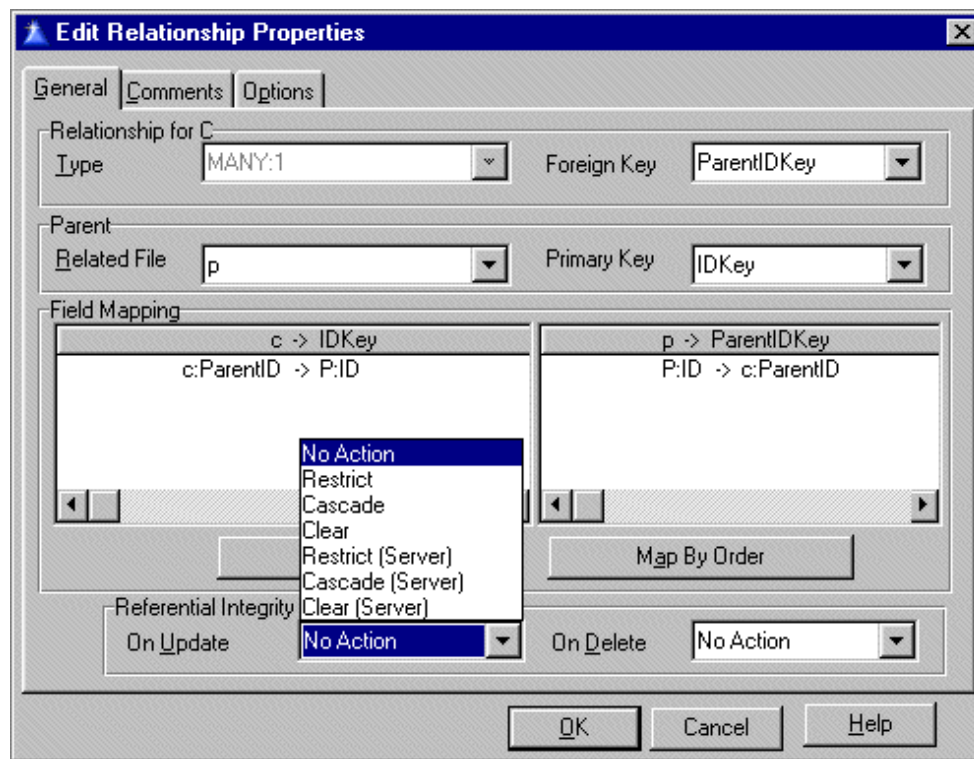 Edit Relationship Properties
General Comments Options
Relationship for C
Type MANY:1 Foreign Key ParentIDKey
Parent
Related File p Primary Key IDKey
Field Mapping
c -> IDKey p -> ParentIDKey
c:ParentID -> P:ID P:ID -> c:ParentID
No Action
Restrict
Cascade
Clear
Restrict (Server)
Map By Order
Cascade (Server)
Clear (Server)
Referential Integrity
On Update No Action On Delete No Action
OK Cancel Help